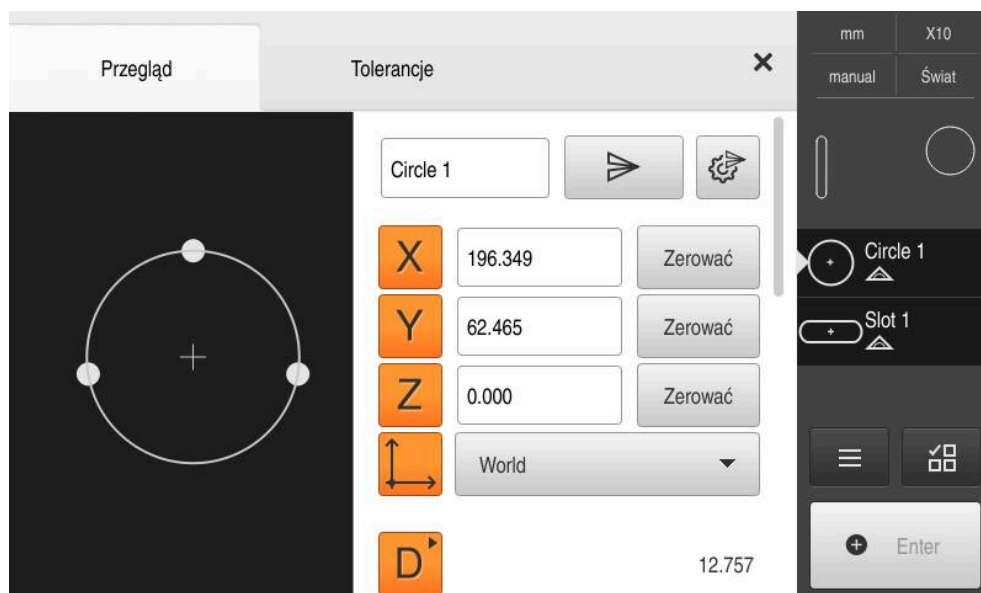 Przegląd
Tolerancje
mm
X10
manual
Świat
Circle 1
X
196.349
Zerować
Y
62.465
Zerować
Z
0.000
Zerować
World
D
12.757
Circle 1
Slot 1
Enter